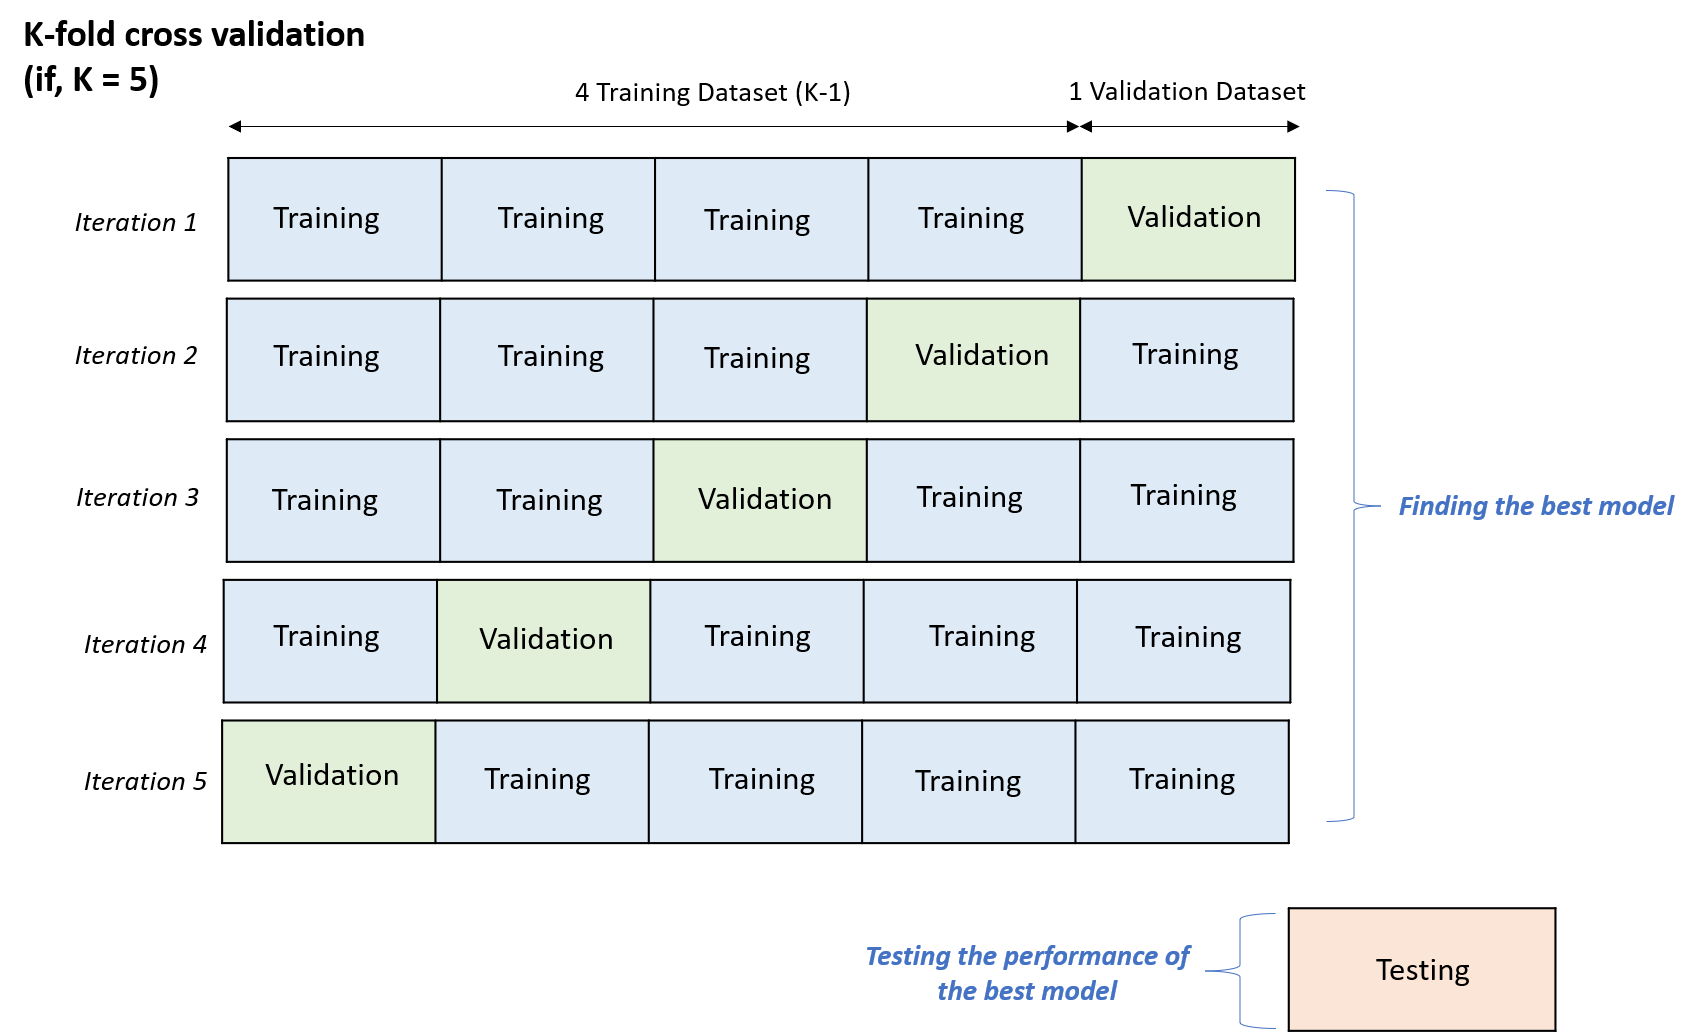 K-fold cross validation
(if, K = 5)
4 Training Dataset (K-1)
1 Validation Dataset
Iteration 1
Training
Training
Training
Training
Validation
Iteration 2
Training
Training
Training
Validation
Training
Iteration 3
Training
Training
Validation
Training
Training
Finding the best model
Iteration 4
Training
Validation
Training
Training
Training
Iteration 5
Validation
Training
Training
Training
Training
Testing the performance of
the best model
Testing